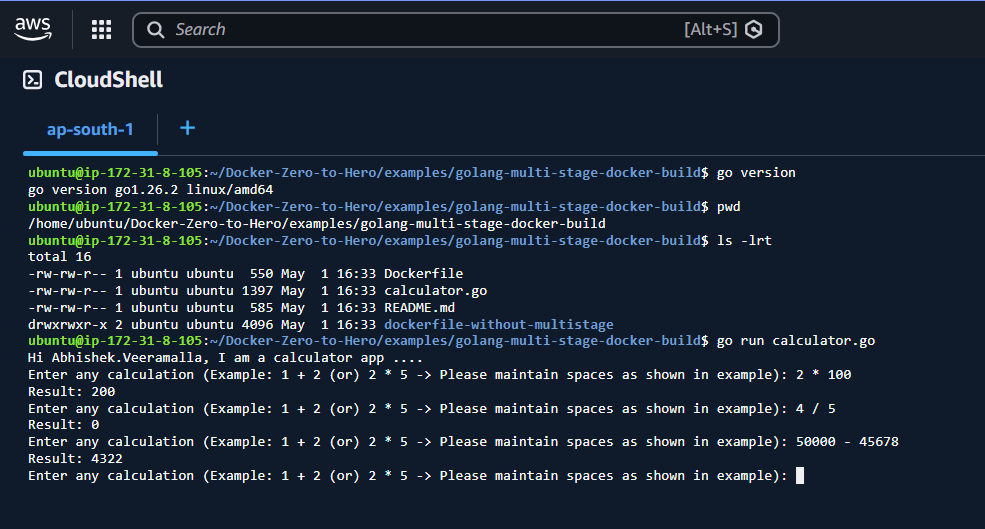 aws
Search [Alt+S]
CloudShell
ap-south-1 +
ubuntu@ip-172-31-8-105:~/Docker-Zero-to-Hero/examples/golang-multi-stage-docker-build$ go version
go version go1.26.2 linux/amd64
ubuntu@ip-172-31-8-105:~/Docker-Zero-to-Hero/examples/golang-multi-stage-docker-build$ pwd
/home/ubuntu/Docker-Zero-to-Hero/examples/golang-multi-stage-docker-build
ubuntu@ip-172-31-8-105:~/Docker-Zero-to-Hero/examples/golang-multi-stage-docker-build$ ls -lrt
total 16
-rw-rw-r-- 1 ubuntu ubuntu  550 May  1 16:33 Dockerfile
-rw-rw-r-- 1 ubuntu ubuntu 1397 May  1 16:33 calculator.go
-rw-rw-r-- 1 ubuntu ubuntu  585 May  1 16:33 README.md
drwxrwxr-x 2 ubuntu ubuntu 4096 May  1 16:33 dockerfile-without-multistage
ubuntu@ip-172-31-8-105:~/Docker-Zero-to-Hero/examples/golang-multi-stage-docker-build$ go run calculator.go
Hi Abhishek.Veeramalla, I am a calculator app ....
Enter any calculation (Example: 1 + 2 (or) 2 * 5 -> Please maintain spaces as shown in example): 2 * 100
Result: 200
Enter any calculation (Example: 1 + 2 (or) 2 * 5 -> Please maintain spaces as shown in example): 4 / 5
Result: 0
Enter any calculation (Example: 1 + 2 (or) 2 * 5 -> Please maintain spaces as shown in example): 50000 - 45678
Result: 4322
Enter any calculation (Example: 1 + 2 (or) 2 * 5 -> Please maintain spaces as shown in example):